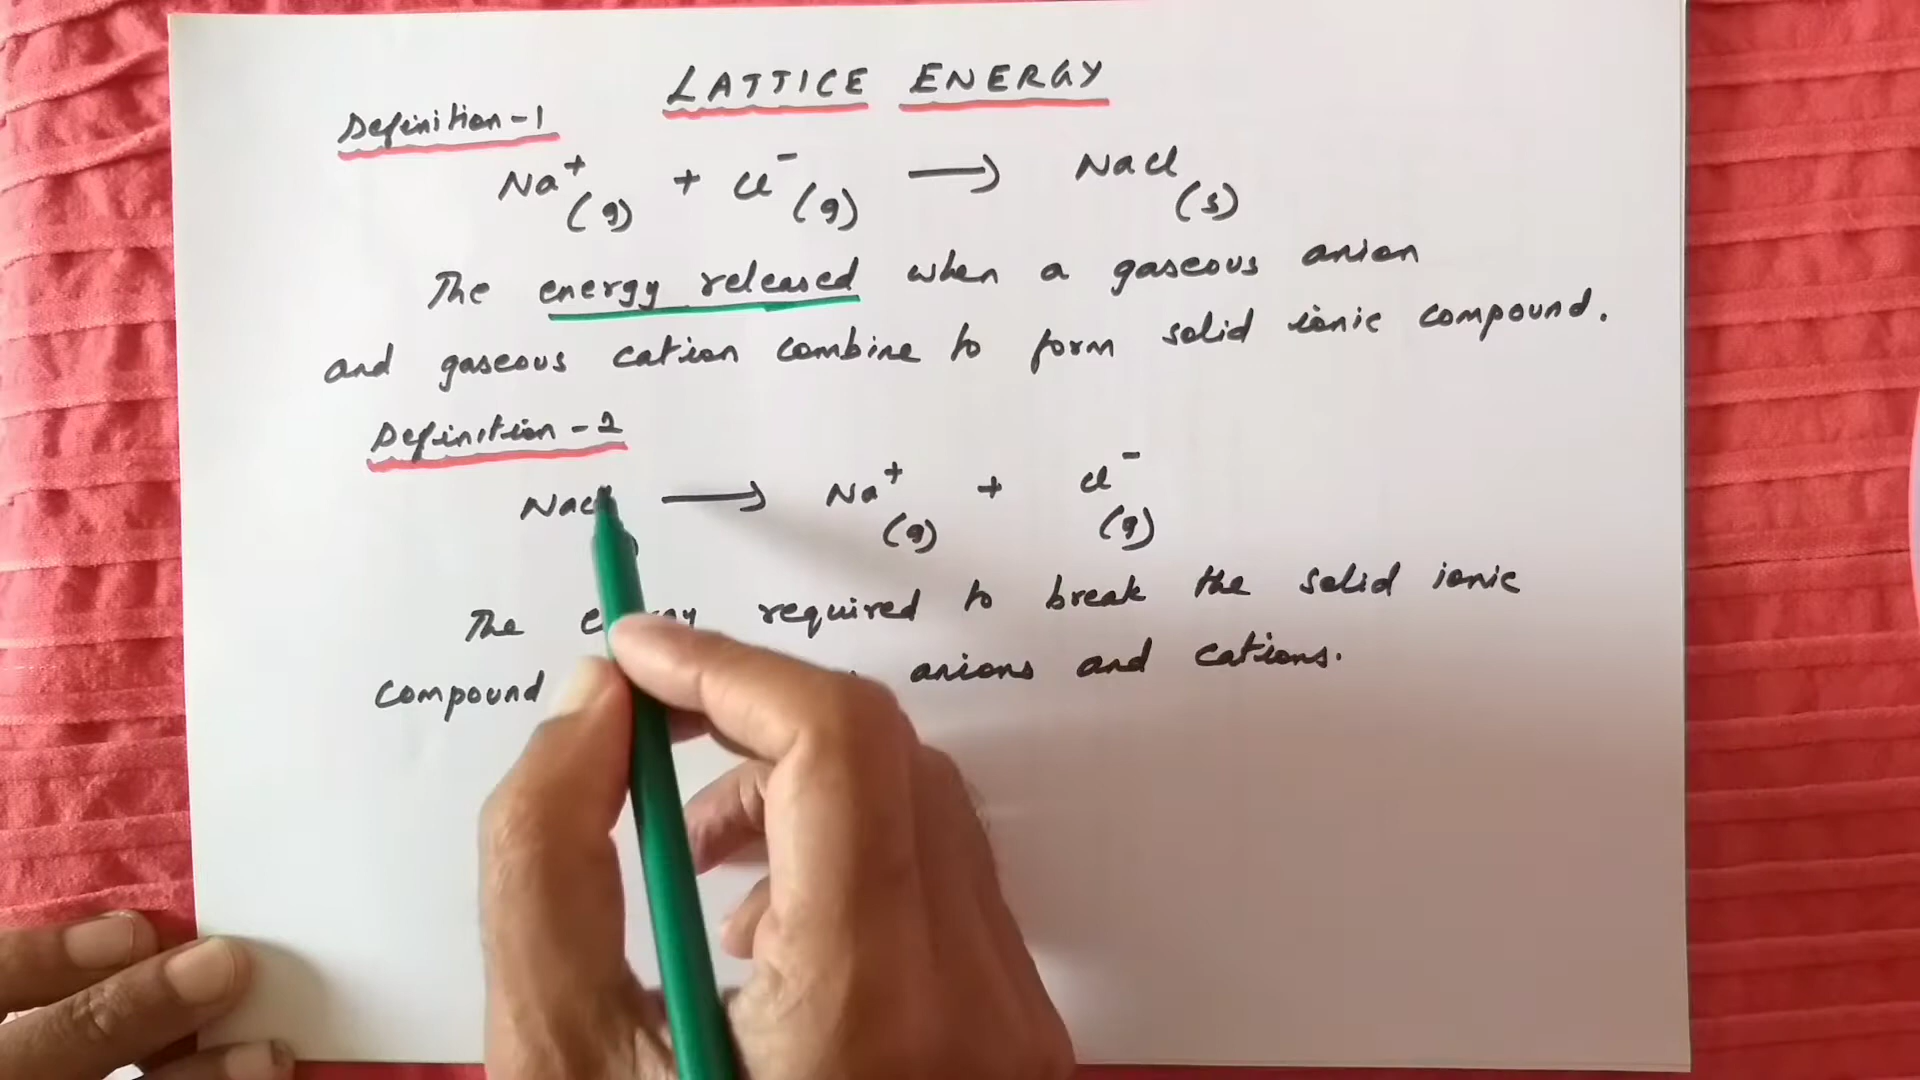 LATTICE ENERGY
Definition-1
Na⁺(g) + Cl⁻(g) → NaCl(s)
The energy released when a gaseous anion
and gaseous cation combine to form solid ionic compound.
Definition-2
→ Na⁺(g) + Cl⁻(g)
The required to break the solid ionic
compound anions and cations.